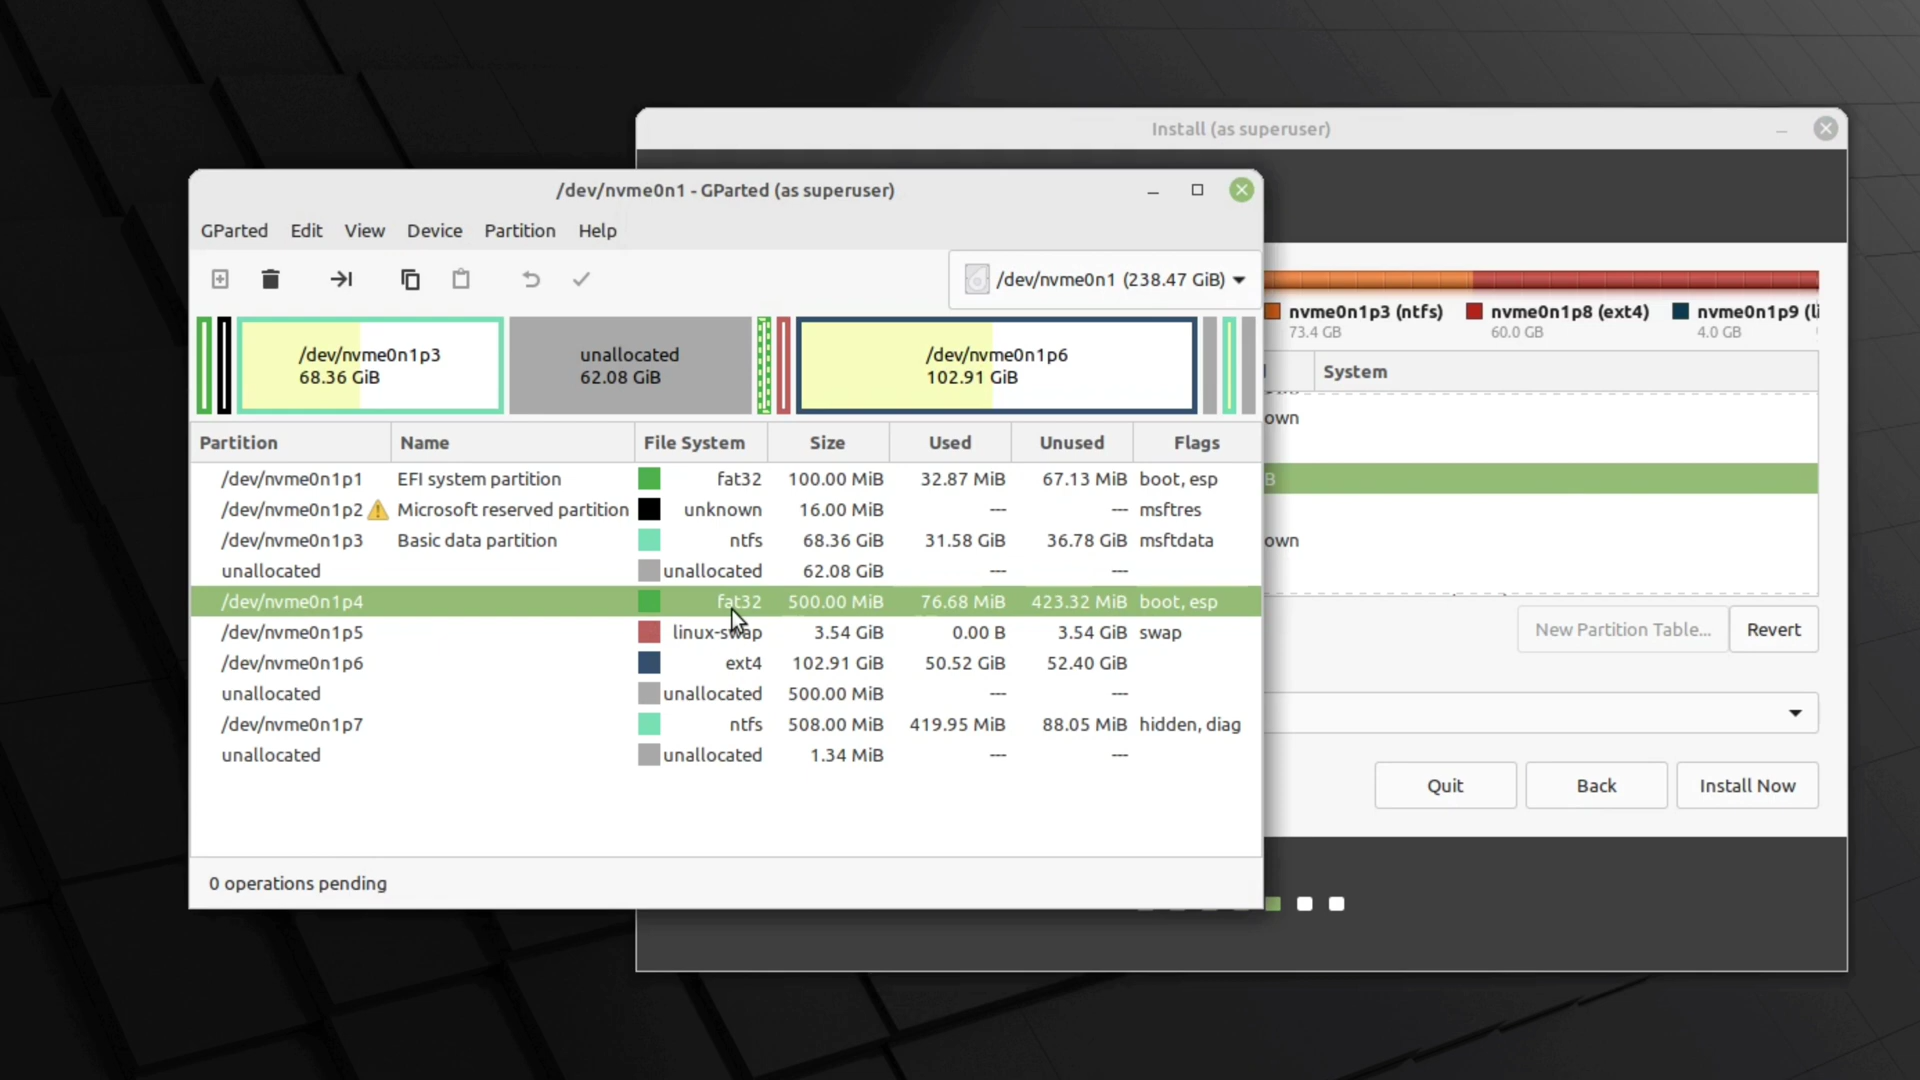 Install (as superuser)
/dev/nvme0n1 - GParted (as superuser)
GParted Edit View Device Partition Help
/dev/nvme0n1 (238.47 GiB)
nvme0n1p3 (ntfs) nvme0n1p8 (ext4) nvme0n1p9 (li
73.4 GB 60.0 GB 4.0 GB
/dev/nvme0n1p3 unallocated /dev/nvme0n1p6
68.36 GiB 62.08 GiB 102.91 GiB
System
own
B
own
Partition Name File System Size Used Unused Flags
/dev/nvme0n1p1 EFI system partition fat32 100.00 MiB 32.87 MiB 67.13 MiB boot, esp
/dev/nvme0n1p2 Microsoft reserved partition unknown 16.00 MiB --- --- msftres
/dev/nvme0n1p3 Basic data partition ntfs 68.36 GiB 31.58 GiB 36.78 GiB msftdata
unallocated unallocated 62.08 GiB --- ---
/dev/nvme0n1p4 fat32 500.00 MiB 76.68 MiB 423.32 MiB boot, esp
/dev/nvme0n1p5 linux-swap 3.54 GiB 0.00 B 3.54 GiB swap
/dev/nvme0n1p6 ext4 102.91 GiB 50.52 GiB 52.40 GiB
unallocated unallocated 500.00 MiB --- ---
/dev/nvme0n1p7 ntfs 508.00 MiB 419.95 MiB 88.05 MiB hidden, diag
unallocated unallocated 1.34 MiB --- ---
New Partition Table... Revert
Quit Back Install Now
0 operations pending